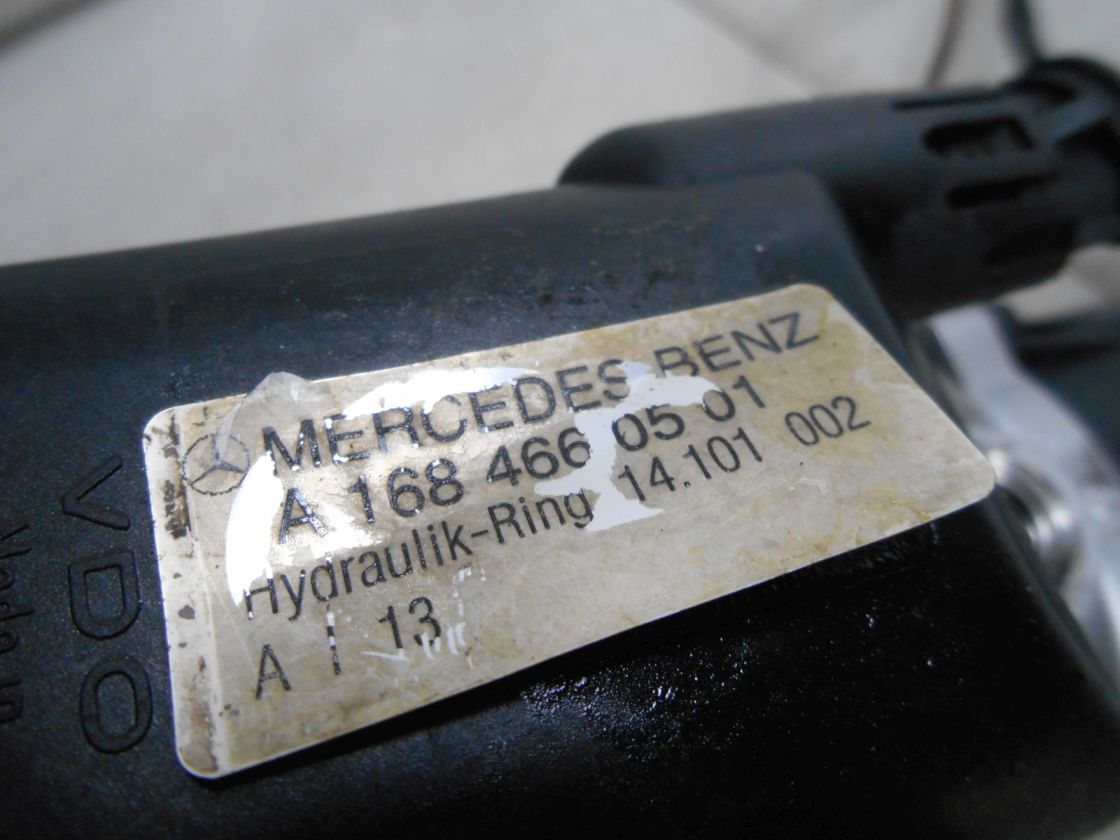 MERCEDES BENZ
A 168 466 05 01
Hydraulik-Ring 14.101 002
A I 13
VDO